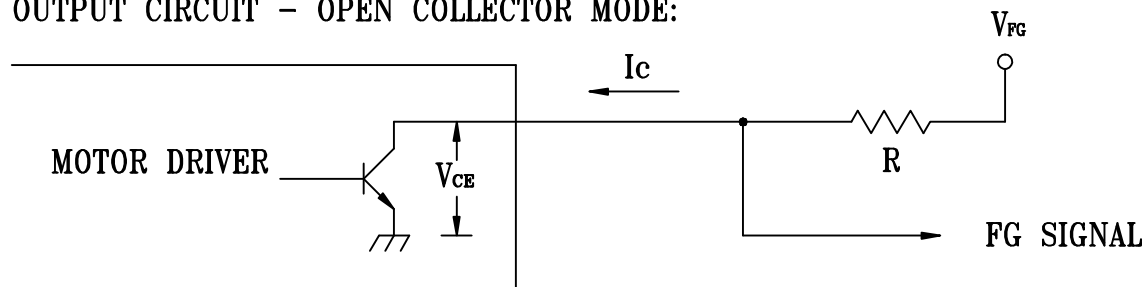 OUTPUT CIRCUIT - OPEN COLLECTOR MODE:
VFG
Ic
MOTOR DRIVER
VCE
R
FG SIGNAL